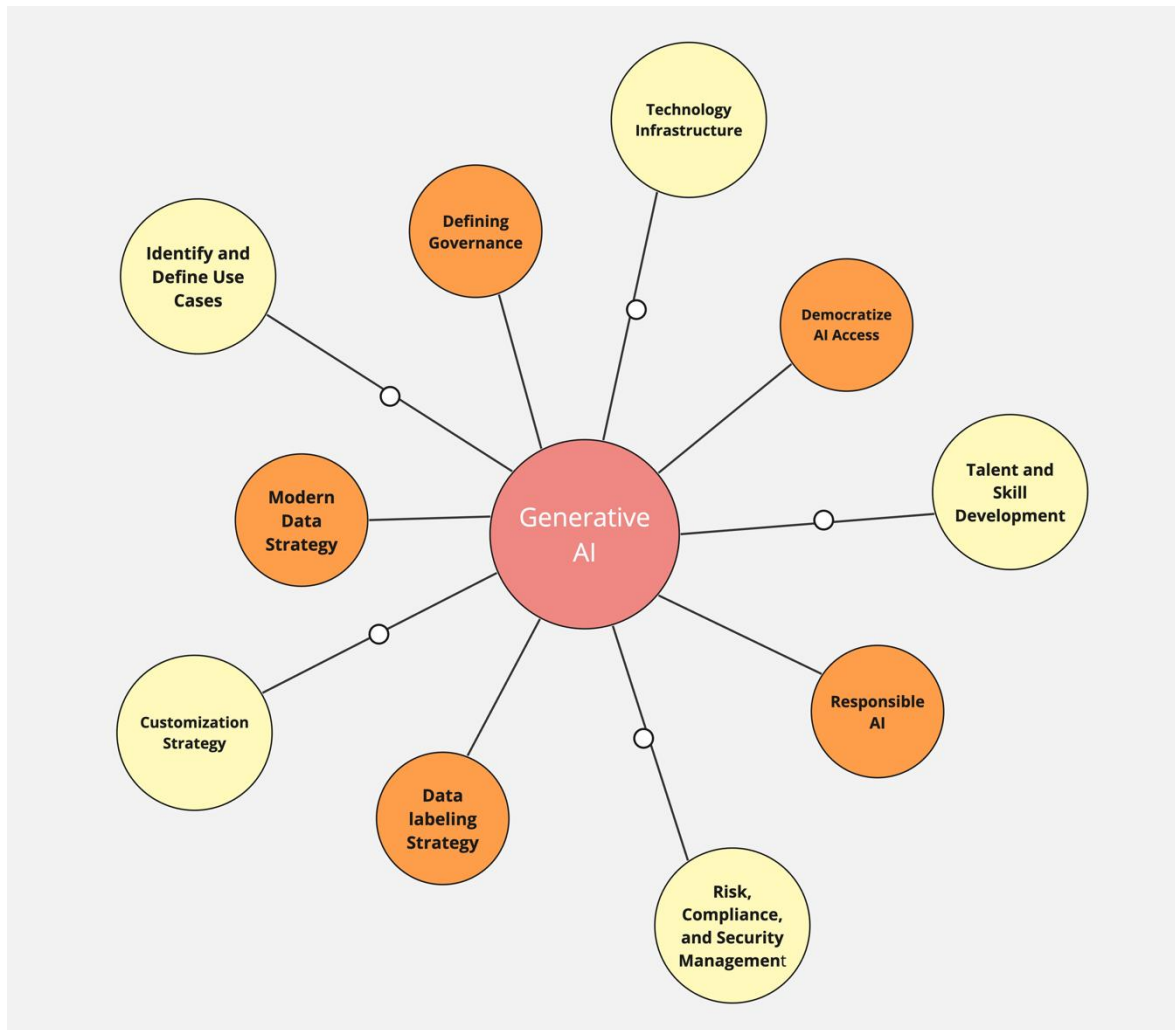 Technology
Infrastructure
Defining
Governance
Identify and
Define Use
Cases
Democratize
AI Access
Talent and
Skill
Development
Modern
Data
Strategy
Generative
AI
Customization
Strategy
Responsible
AI
Data
labeling
Strategy
Risk,
Compliance,
and Security
Management